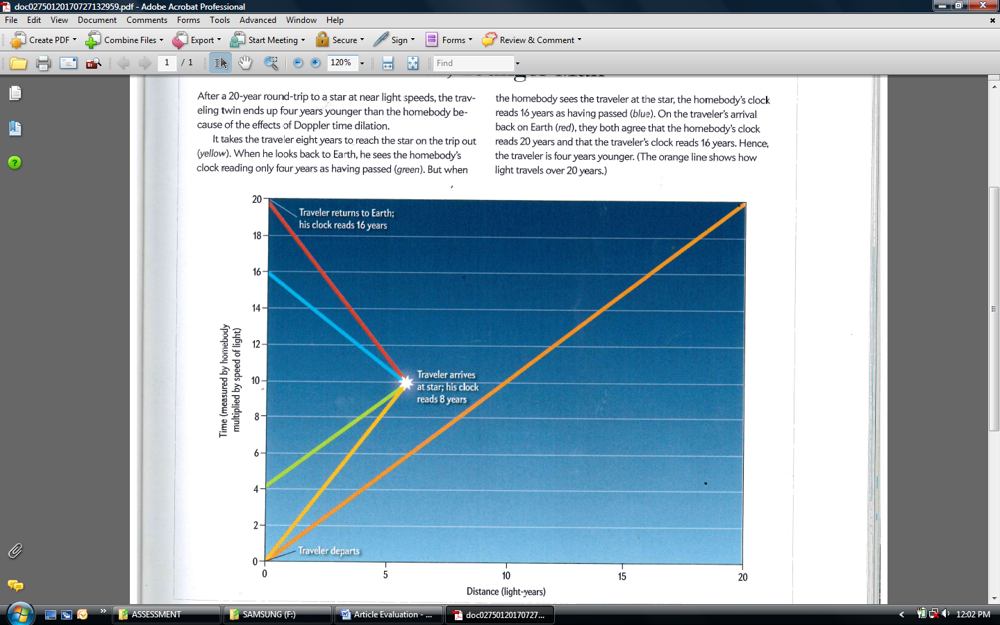 doc02750120170727132959.pdf - Adobe Acrobat Professional
File Edit View Document Comments Forms Tools Advanced Window Help
Create PDF Combine Files Export Start Meeting Secure Sign Forms Review & Comment
1 / 1 120% Find
After a 20-year round-trip to a star at near light speeds, the trav-
eling twin ends up four years younger than the homebody be-
cause of the effects of Doppler time dilation.
It takes the traveler eight years to reach the star on the trip out
(yellow). When he looks back to Earth, he sees the homebody's
clock reading only four years as having passed (green). But when
the homebody sees the traveler at the star, the homebody's clock
reads 16 years as having passed (blue). On the traveler's arrival
back on Earth (red), they both agree that the homebody's clock
reads 20 years and that the traveler's clock reads 16 years. Hence,
the traveler is four years younger. (The orange line shows how
light travels over 20 years.)
20
18
16
14
12
10
8
6
4
2
0
Time (measured by homebody
multiplied by speed of light)
Traveler returns to Earth;
his clock reads 16 years
Traveler arrives
at star; his clock
reads 8 years
Traveler departs
0 5 10 15 20
Distance (light-years)
ASSESSMENT SAMSUNG (F:) Article Evaluation - ... doc02750120170727... 12:02 PM